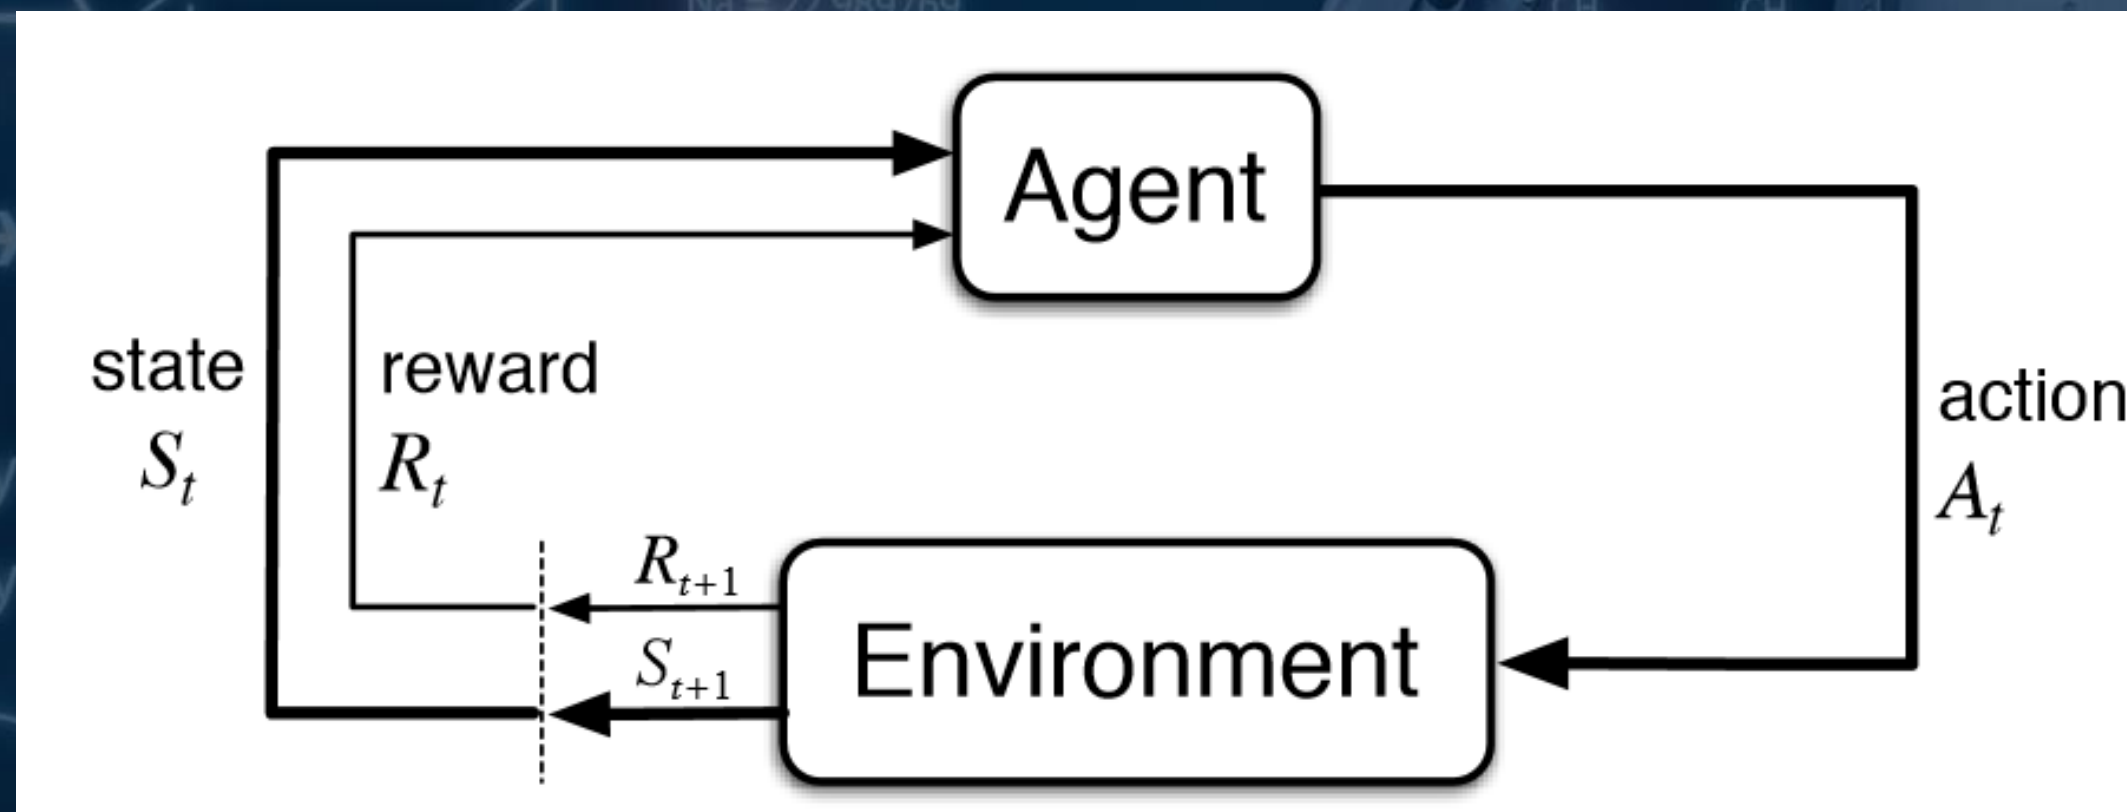 Agent
state
S_t
reward
R_t
action
A_t
R_{t+1}
S_{t+1}
Environment